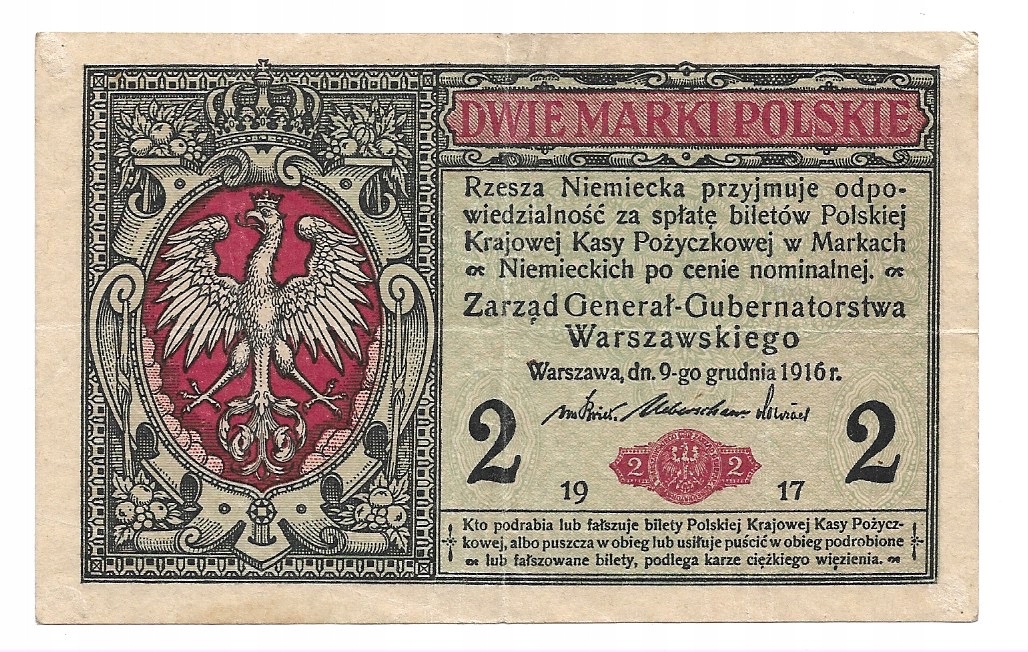 DWIE MARKI POLSKIE
Rzesza Niemiecka przyjmuje odpo-
wiedzialność za spłatę biletów Polskiej
Krajowej Kasy Pożyczkowej w Markach
Niemieckich po cenie nominalnej.
Zarząd Generał-Gubernatorstwa
Warszawskiego
Warszawa, dn. 9-go grudnia 1916 r.
2 2
2 2
19 17
Kto podrabia lub fałszuje bilety Polskiej Krajowej Kasy Pożycz-
kowej, albo puszcza w obieg lub usiłuje puścić w obieg podrobione
lub fałszowane bilety, podlega karze ciężkiego więzienia.